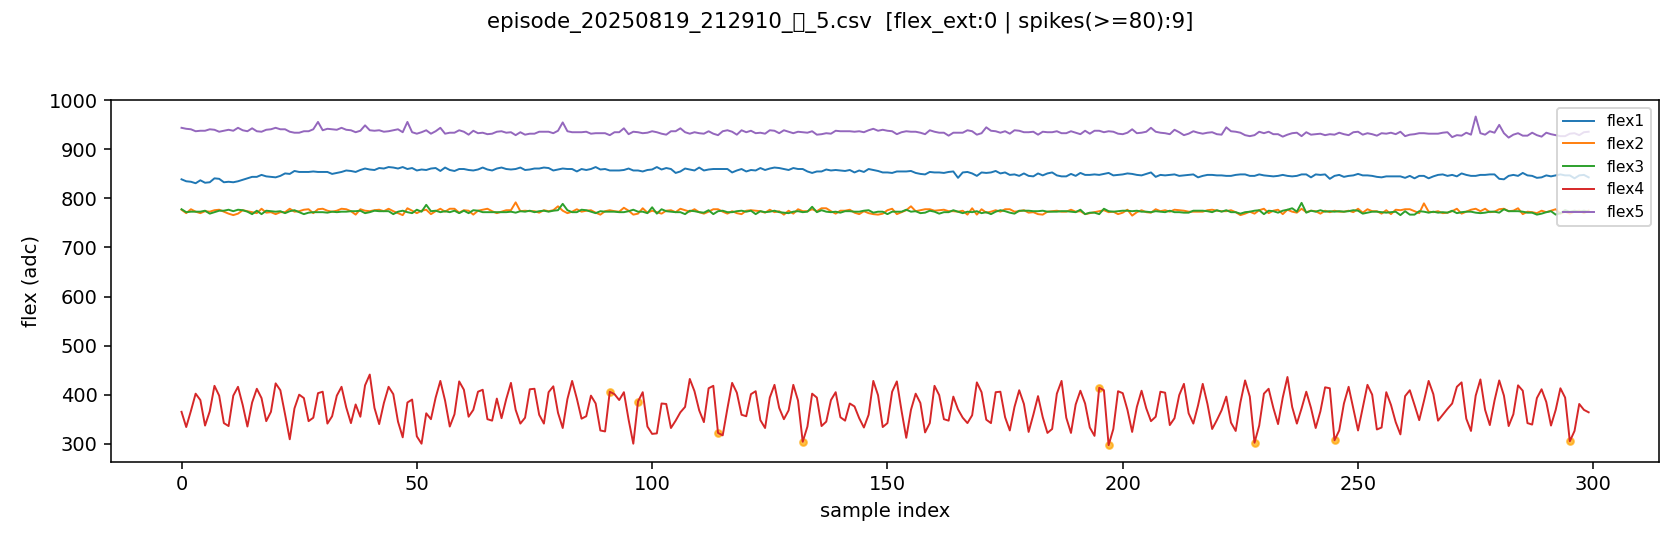 episode_20250819_212910_▯_5.csv  [flex_ext:0 | spikes(>=80):9]
1000
900
800
700
600
500
400
300
flex (adc)
flex1
flex2
flex3
flex4
flex5
0
50
100
150
200
250
300
sample index